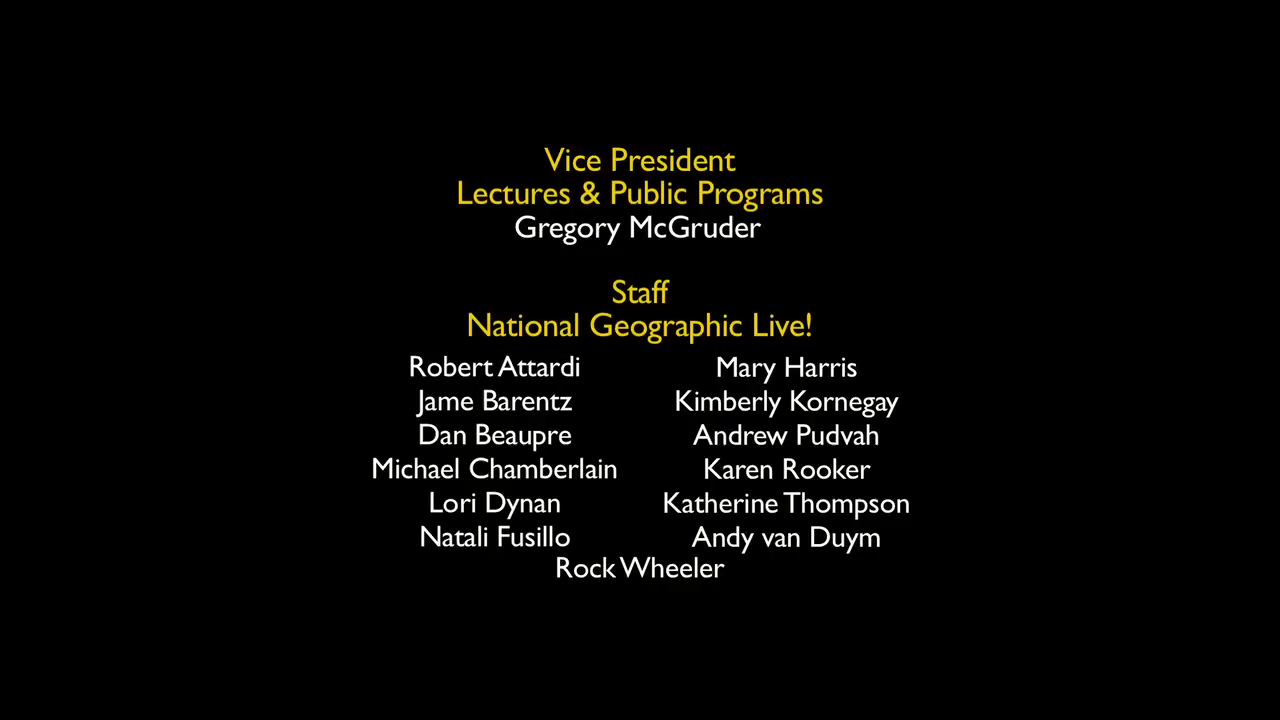 Vice President
Lectures & Public Programs
Gregory McGruder
Staff
National Geographic Live!
Robert Attardi Mary Harris
Jame Barentz Kimberly Kornegay
Dan Beaupre Andrew Pudvah
Michael Chamberlain Karen Rooker
Lori Dynan Katherine Thompson
Natali Fusillo Andy van Duym
Rock Wheeler